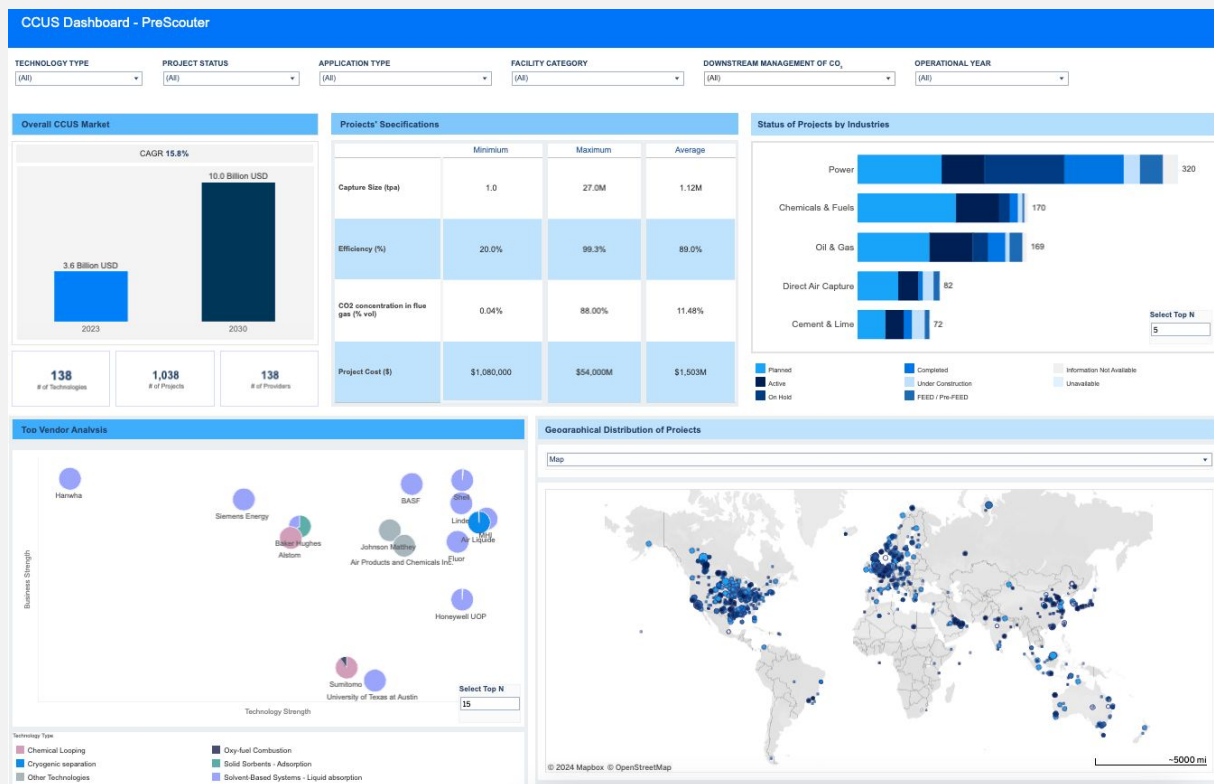 CCUS Dashboard - PreScouter
TECHNOLOGY TYPE
(All)
PROJECT STATUS
(All)
APPLICATION TYPE
(All)
FACILITY CATEGORY
(All)
DOWNSTREAM MANAGEMENT OF CO₂
(All)
OPERATIONAL YEAR
(All)
Overall CCUS Market
CAGR 15.8%
10.0 Billion USD
3.6 Billion USD
2023 2030
138
# of Technologies
1,038
# of Projects
138
# of Providers
Projects' Specifications
Minimium Maximum Average
Capture Size (tpa) 1.0 27.0M 1.12M
Efficiency (%) 20.0% 99.3% 89.0%
CO2 concentration in flue
gas (% vol) 0.04% 88.00% 11.48%
Project Cost ($) $1,080,000 $54,000M $1,503M
Status of Projects by Industries
Power 320
Chemicals & Fuels 170
Oil & Gas 169
Direct Air Capture 82
Cement & Lime 72
Select Top N
5
Planned
Active
On Hold
Completed
Under Construction
FEED / Pre-FEED
Information Not Available
Unavailable
Top Vendor Analysis
Business Strength
Hanwha
Siemens Energy
Baker Hughes
Alstom
BASF
Shell
Linde
MHI
Air Liquide
Johnson Matthey
Fluor
Air Products and Chemicals Inc.
Honeywell UOP
Sumitomo
University of Texas at Austin
Select Top N
15
Technology Strength
Technology Type
Chemical Looping
Cryogenic separation
Other Technologies
Oxy-fuel Combustion
Solid Sorbents - Adsorption
Solvent-Based Systems - Liquid absorption
Geographical Distribution of Projects
Map
© 2024 Mapbox © OpenStreetMap
~5000 mi